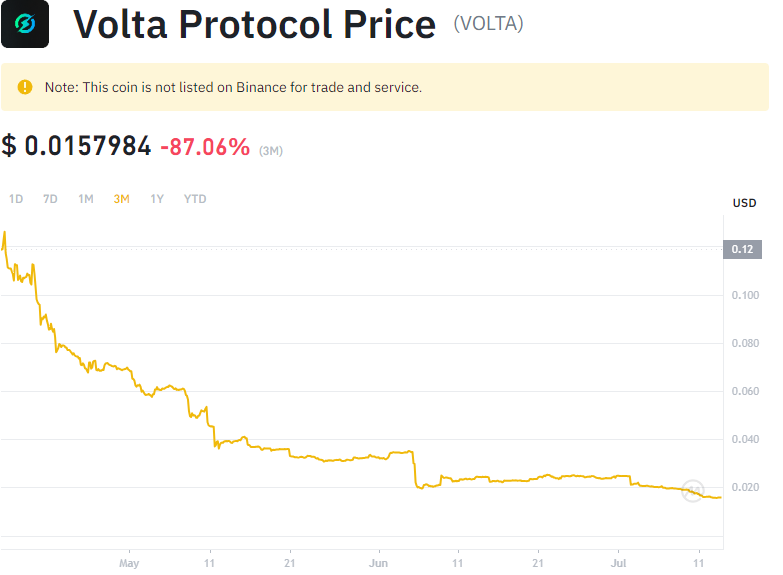 Volta Protocol Price (VOLTA)
Note: This coin is not listed on Binance for trade and service.
$ 0.0157984 -87.06% (3M)
1D 7D 1M 3M 1Y YTD
USD
0.12
0.100
0.080
0.060
0.040
0.020
May 11 21 Jun 11 21 Jul 11